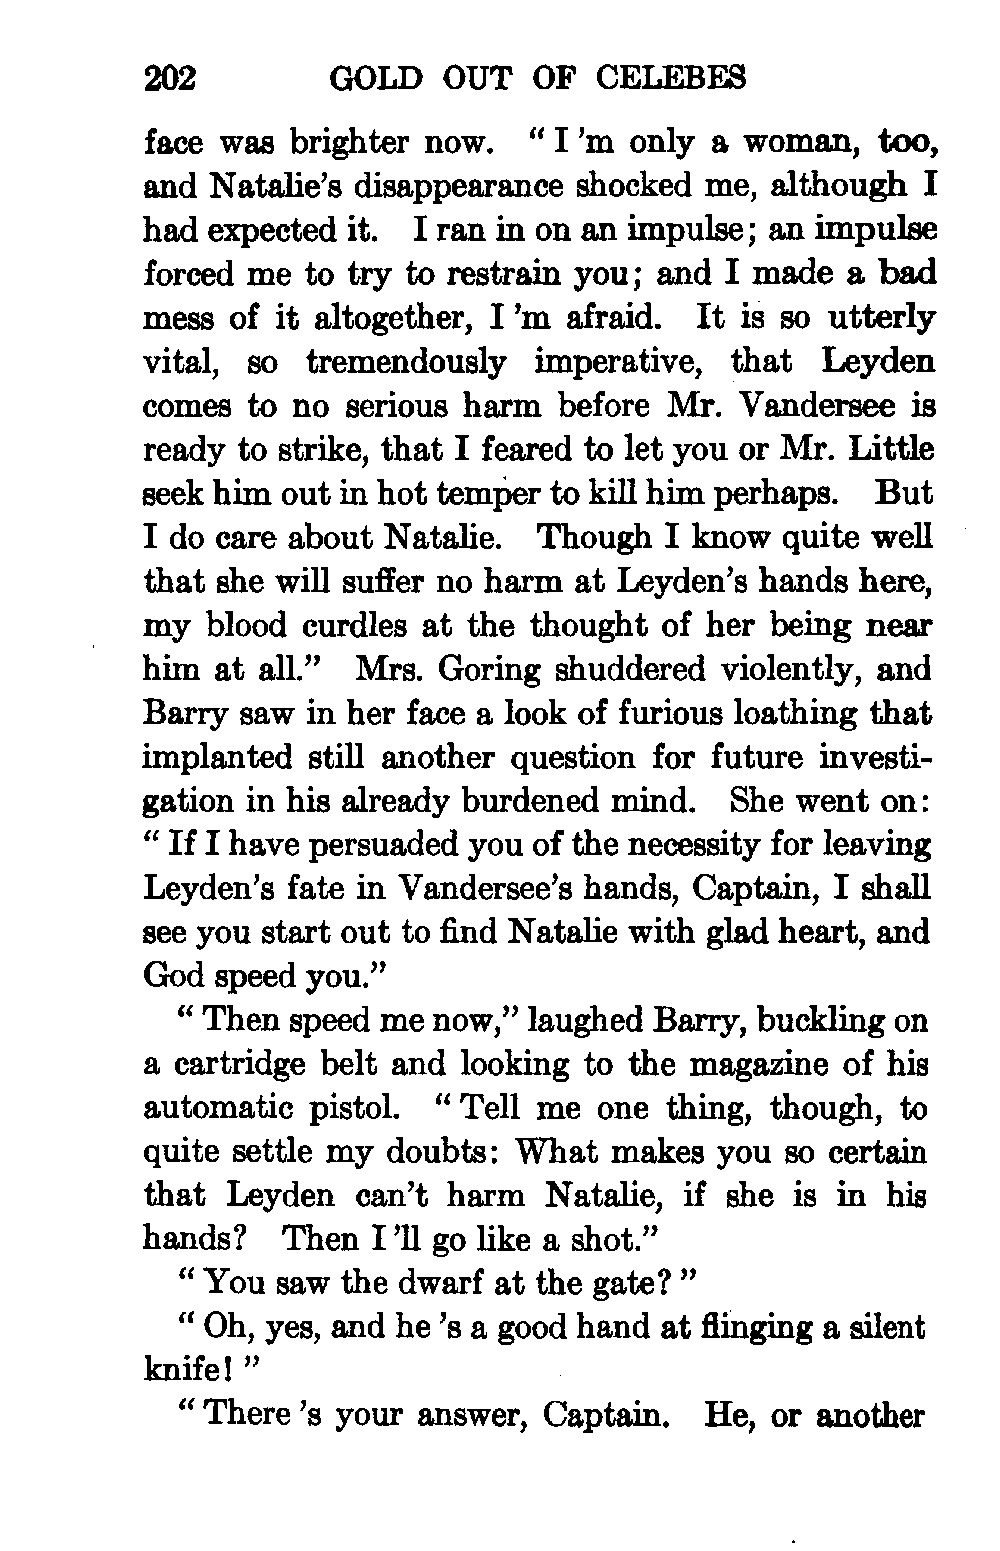 202 GOLD OUT OF CELEBES
face was brighter now. "I 'm only a woman, too,
and Natalie's disappearance shocked me, although I
had expected it. I ran in on an impulse; an impulse
forced me to try to restrain you; and I made a bad
mess of it altogether, I 'm afraid. It is so utterly
vital, so tremendously imperative, that Leyden
comes to no serious harm before Mr. Vandersee is
ready to strike, that I feared to let you or Mr. Little
seek him out in hot temper to kill him perhaps. But
I do care about Natalie. Though I know quite well
that she will suffer no harm at Leyden's hands here,
my blood curdles at the thought of her being near
him at all." Mrs. Goring shuddered violently, and
Barry saw in her face a look of furious loathing that
implanted still another question for future investi-
gation in his already burdened mind. She went on:
"If I have persuaded you of the necessity for leaving
Leyden's fate in Vandersee's hands, Captain, I shall
see you start out to find Natalie with glad heart, and
God speed you."
"Then speed me now," laughed Barry, buckling on
a cartridge belt and looking to the magazine of his
automatic pistol. "Tell me one thing, though, to
quite settle my doubts: What makes you so certain
that Leyden can't harm Natalie, if she is in his
hands? Then I 'll go like a shot."
"You saw the dwarf at the gate?"
"Oh, yes, and he 's a good hand at flinging a silent
knife!"
"There 's your answer, Captain. He, or another